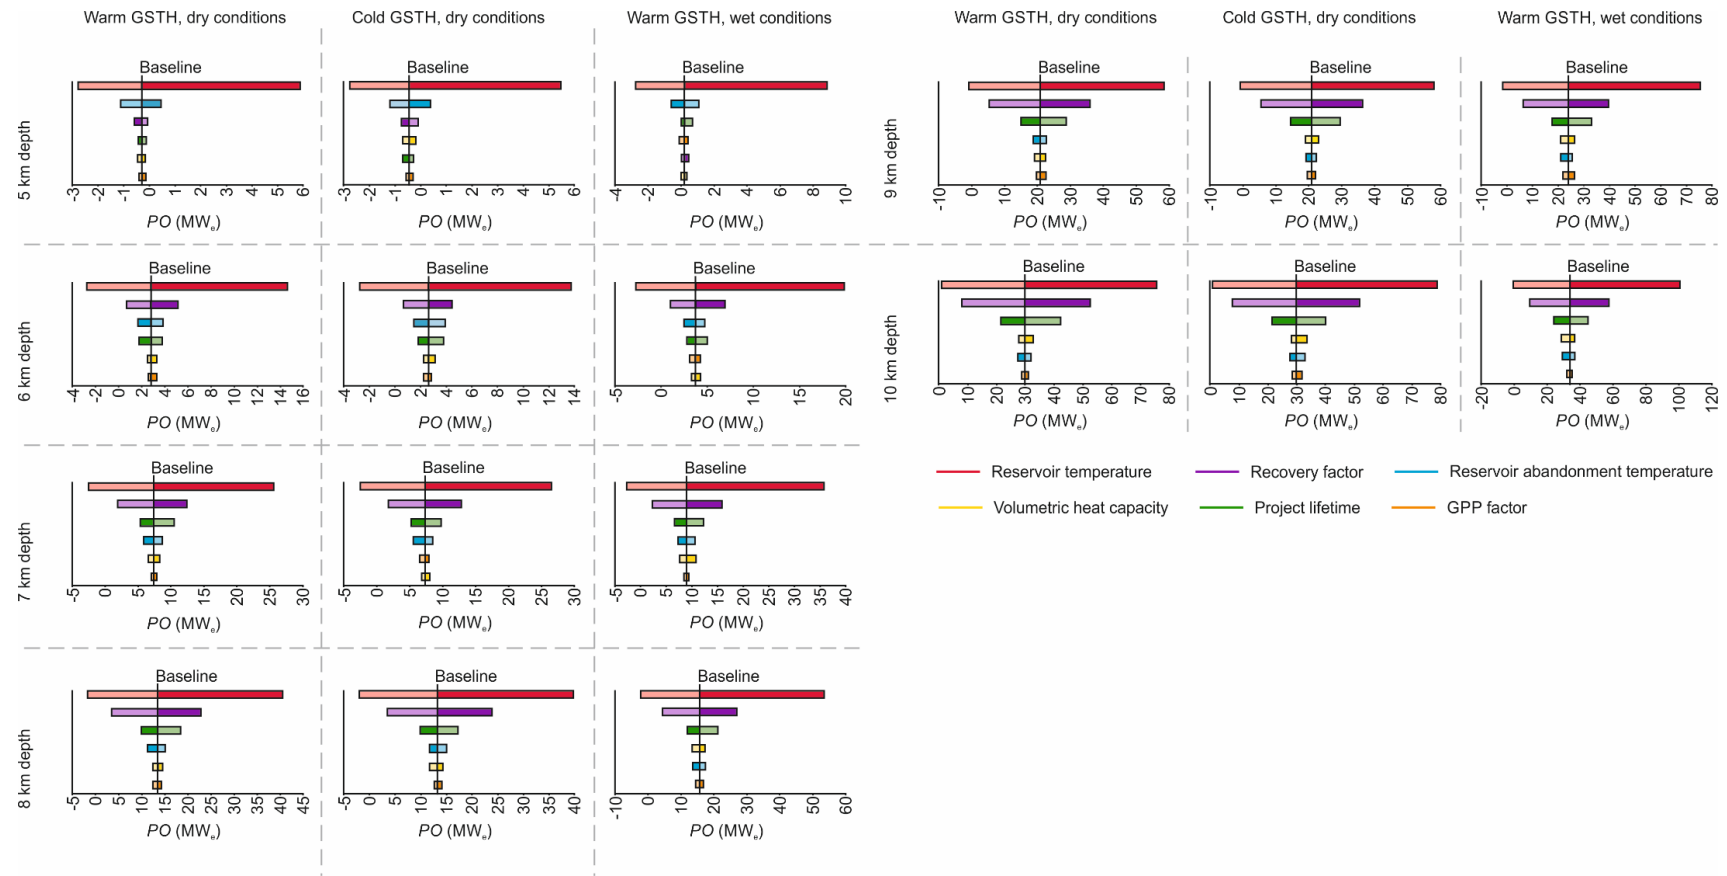 Warm GSTH, dry conditions Cold GSTH, dry conditions Warm GSTH, wet conditions Warm GSTH, dry conditions Cold GSTH, dry conditions Warm GSTH, wet conditions
5 km depth
Baseline
-3 -2 -1 0 1 2 3 4 5 6
PO (MWe)
Baseline
-3 -2 -1 0 1 2 3 4 5 6
PO (MWe)
Baseline
-4 -2 0 2 4 6 8 10
PO (MWe)
9 km depth
Baseline
-10 0 10 20 30 40 50 60
PO (MWe)
Baseline
-10 0 10 20 30 40 50 60
PO (MWe)
Baseline
-10 0 10 20 30 40 50 60 70 80
PO (MWe)
6 km depth
Baseline
-4 -2 0 2 4 6 8 10 12 14 16
PO (MWe)
Baseline
-4 -2 0 2 4 6 8 10 12 14
PO (MWe)
Baseline
-5 0 5 10 15 20
PO (MWe)
10 km depth
Baseline
0 10 20 30 40 50 60 70 80
PO (MWe)
Baseline
0 10 20 30 40 50 60 70 80
PO (MWe)
Baseline
-20 0 20 40 60 80 100 120
PO (MWe)
7 km depth
Baseline
-5 0 5 10 15 20 25 30
PO (MWe)
Baseline
-5 0 5 10 15 20 25 30
PO (MWe)
Baseline
-5 0 5 10 15 20 25 30 35 40
PO (MWe)
Reservoir temperature Recovery factor Reservoir abandonment temperature
Volumetric heat capacity Project lifetime GPP factor
8 km depth
Baseline
-5 0 5 10 15 20 25 30 35 40 45
PO (MWe)
Baseline
-5 0 5 10 15 20 25 30 35 40
PO (MWe)
Baseline
-10 0 10 20 30 40 50 60
PO (MWe)